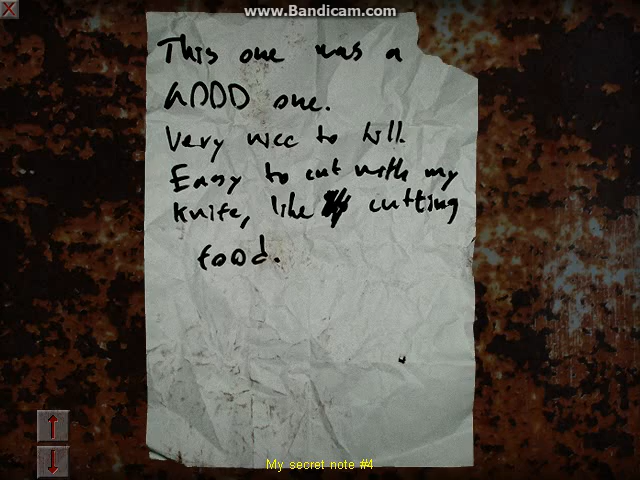 www.Bandicam.com
This one was a
GOOD one.
Very nice to kill.
Easy to cut with my
knife, like cutting
food.
My secret note #4